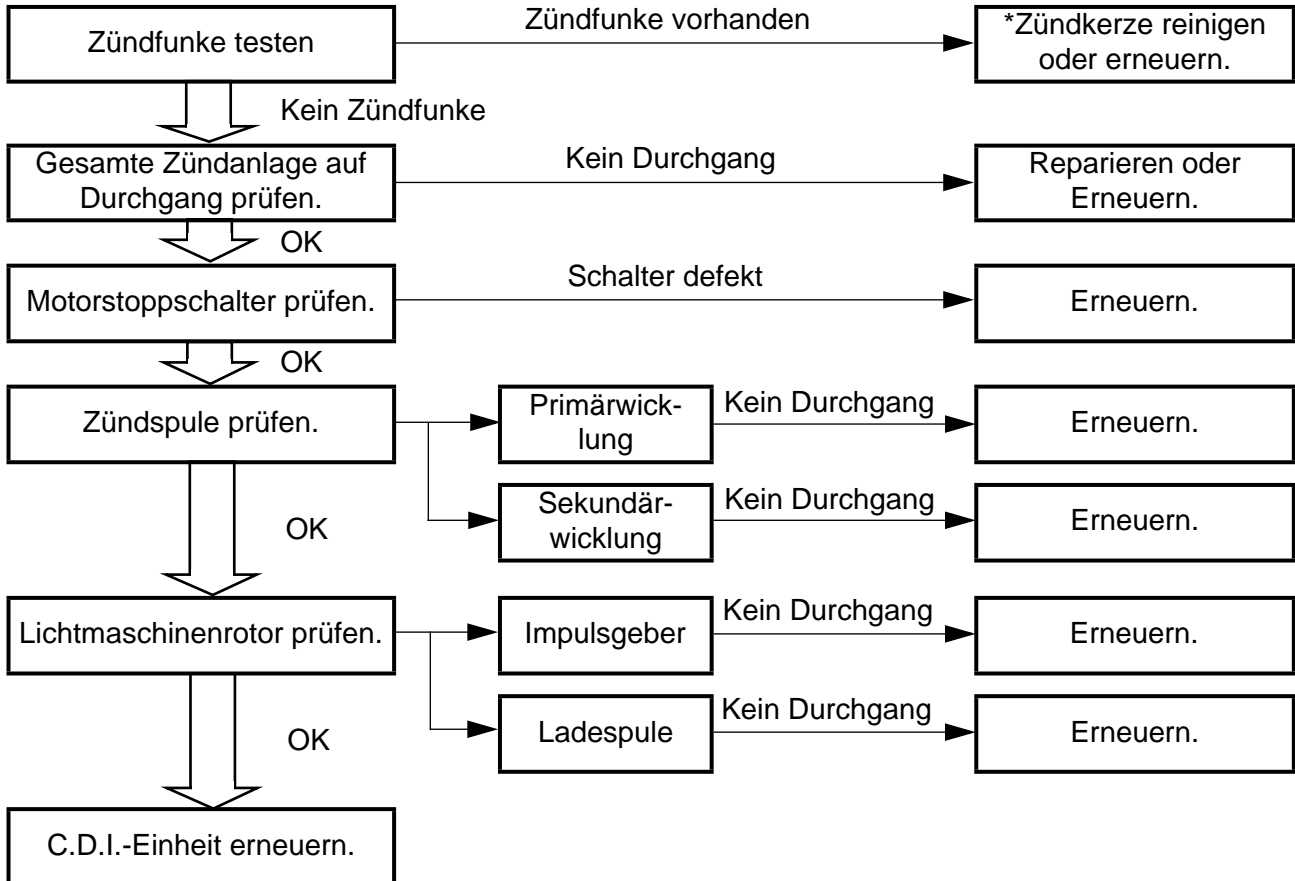 Zündfunke testen
Zündfunke vorhanden
*Zündkerze reinigen
oder erneuern.
Kein Zündfunke
Gesamte Zündanlage auf
Durchgang prüfen.
Kein Durchgang
Reparieren oder
Erneuern.
OK
Motorstoppschalter prüfen.
Schalter defekt
Erneuern.
OK
Zündspule prüfen.
Primärwick-
lung
Kein Durchgang
Erneuern.
Sekundär-
wicklung
Kein Durchgang
Erneuern.
OK
Lichtmaschinenrotor prüfen.
Impulsgeber
Kein Durchgang
Erneuern.
Ladespule
Kein Durchgang
Erneuern.
OK
C.D.I.-Einheit erneuern.